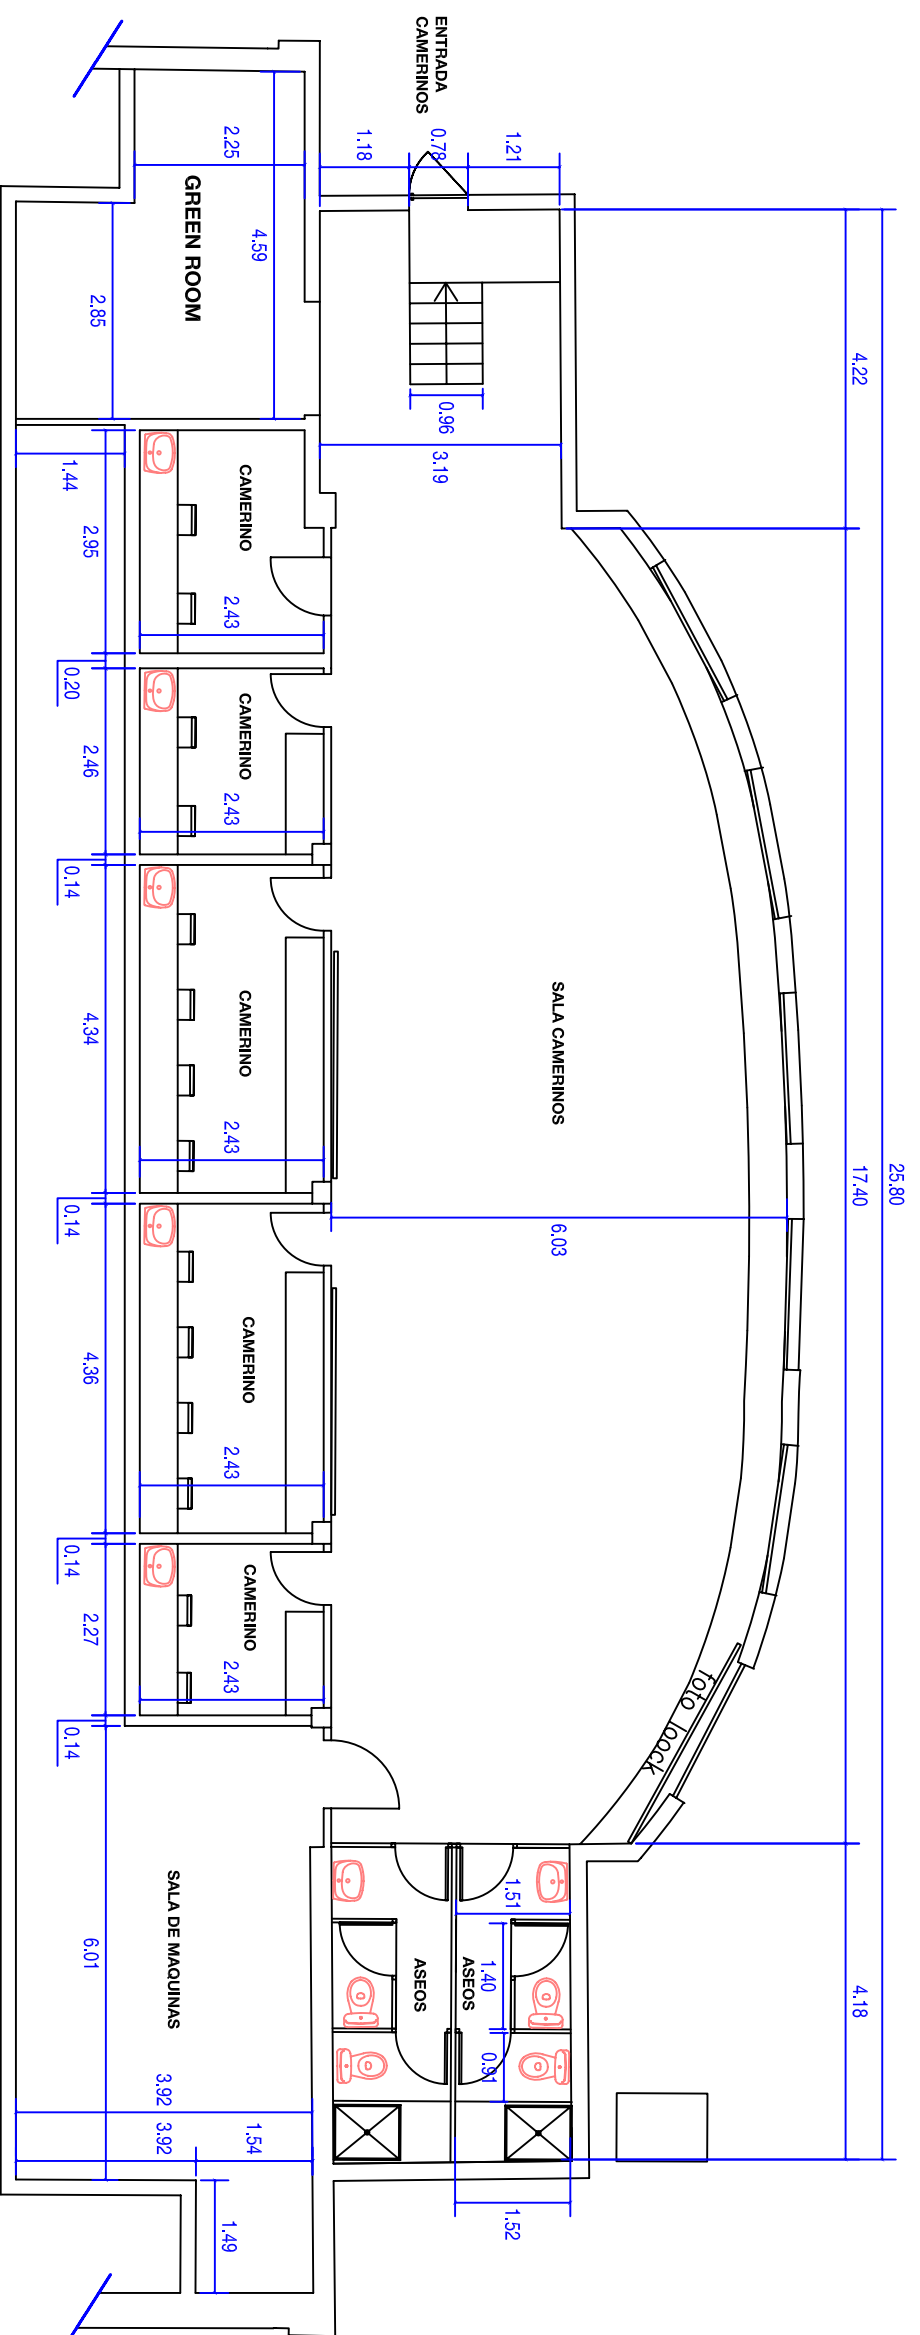 ENTRADA
CAMERINOS
1.21
0.78
1.18
2.25
4.59
GREEN ROOM
2.85
4.22
25.80
17.40
4.18
0.96
3.19
1.44
2.95
CAMERINO
2.43
0.20
2.46
CAMERINO
2.43
0.14
4.34
CAMERINO
2.43
0.14
4.36
CAMERINO
2.43
0.14
2.27
CAMERINO
2.43
0.14
SALA CAMERINOS
6.03
foto loock
6.01
SALA DE MAQUINAS
ASEOS
ASEOS
1.51
1.40
0.91
3.92
3.92
1.54
1.52
1.49